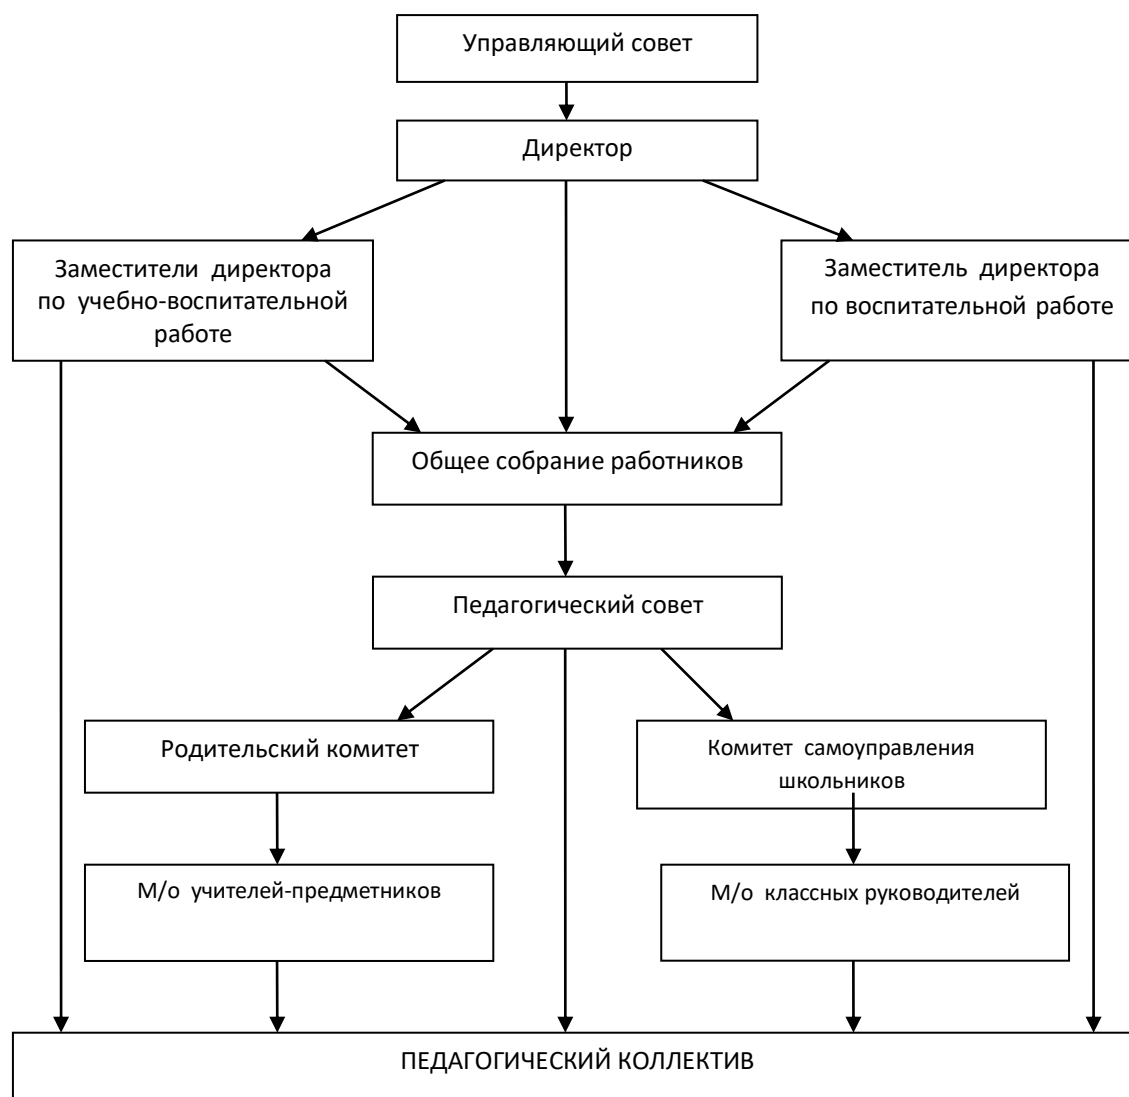 Управляющий совет
Директор
Заместители директора
по учебно-воспитательной
работе
Заместитель директора
по воспитательной работе
Общее собрание работников
Педагогический совет
Родительский комитет
Комитет самоуправления
школьников
М/о учителей-предметников
М/о классных руководителей
ПЕДАГОГИЧЕСКИЙ КОЛЛЕКТИВ